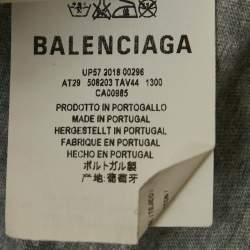 BALENCIAGA
UP57 2018 00296
AT29 508203 TAV44 1300
CA00985
PRODOTTO IN PORTOGALLO
MADE IN PORTUGAL
HERGESTELLT IN PORTUGAL
FABRIQUE EN PORTUGAL
HECHO EN PORTUGAL
ポルトガル製
产地:葡萄牙